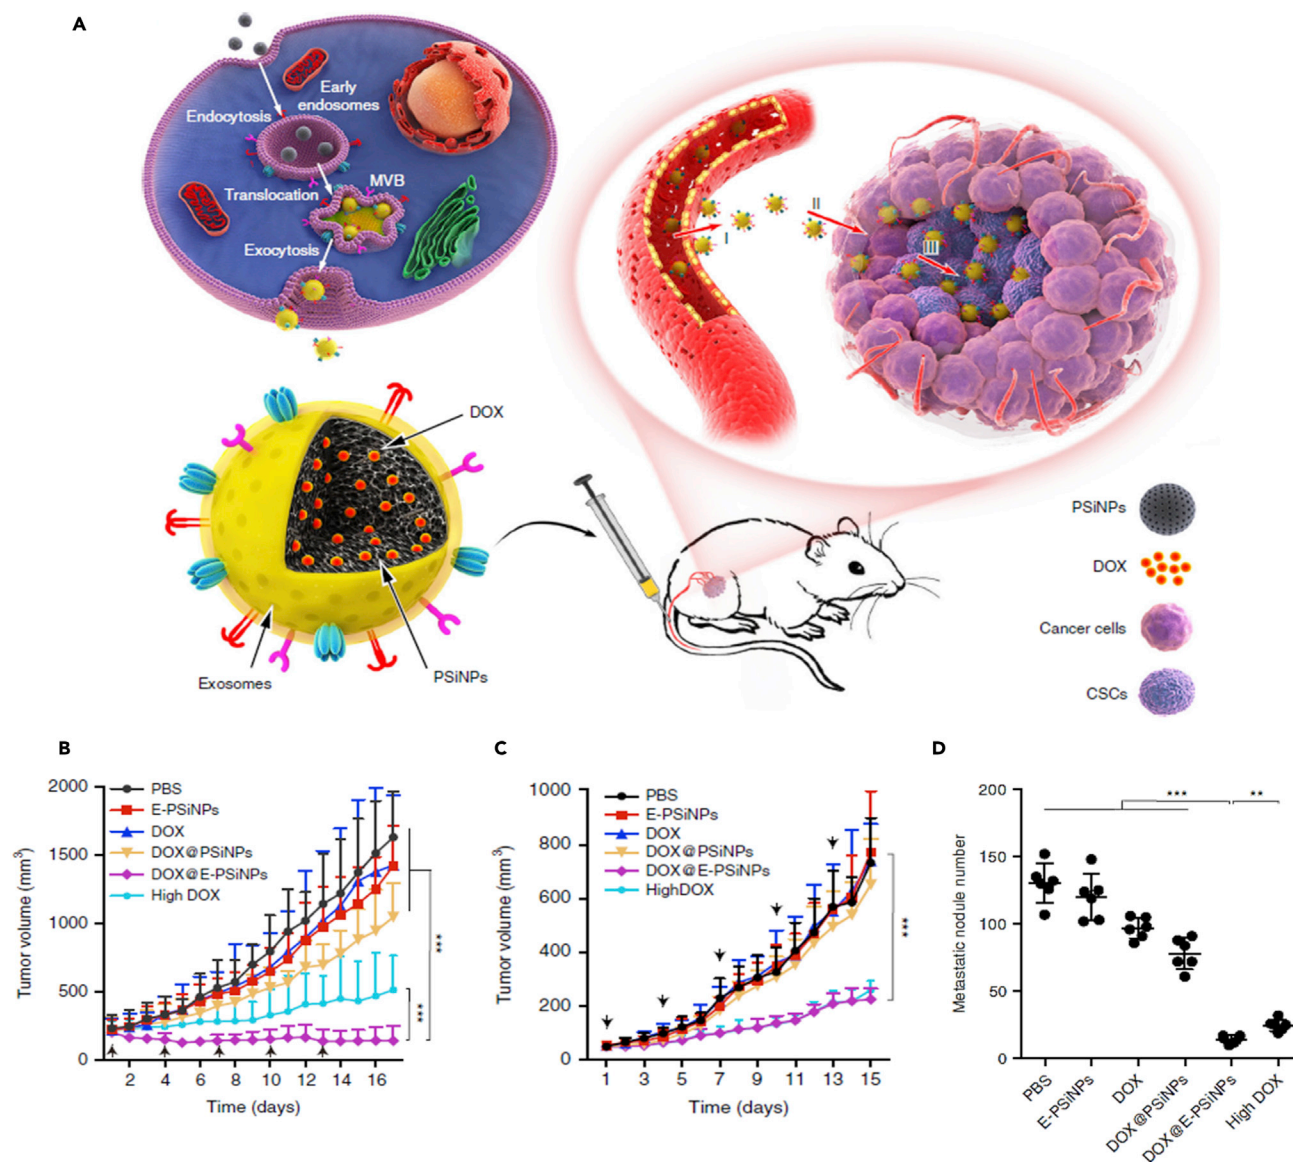 A
Early
endosomes
Endocytosis
MVB
Translocation
Exocytosis
I
II
III
DOX
Exosomes
PSiNPs
PSiNPs
DOX
Cancer cells
CSCs
B
2000
1500
1000
500
0
Tumor volume (mm³)
PBS
E-PSiNPs
DOX
DOX@PSiNPs
DOX@E-PSiNPs
High DOX
***
***
2 4 6 8 10 12 14 16
Time (days)
C
1000
800
600
400
200
0
Tumor volume (mm³)
PBS
E-PSiNPs
DOX
DOX@PSiNPs
DOX@E-PSiNPs
HighDOX
***
1 3 5 7 9 11 13 15
Time (days)
D
200
150
100
50
0
Metastatic nodule number
*** **
PBS
E-PSiNPs
DOX
DOX@PSiNPs
DOX@E-PSiNPs
High DOX